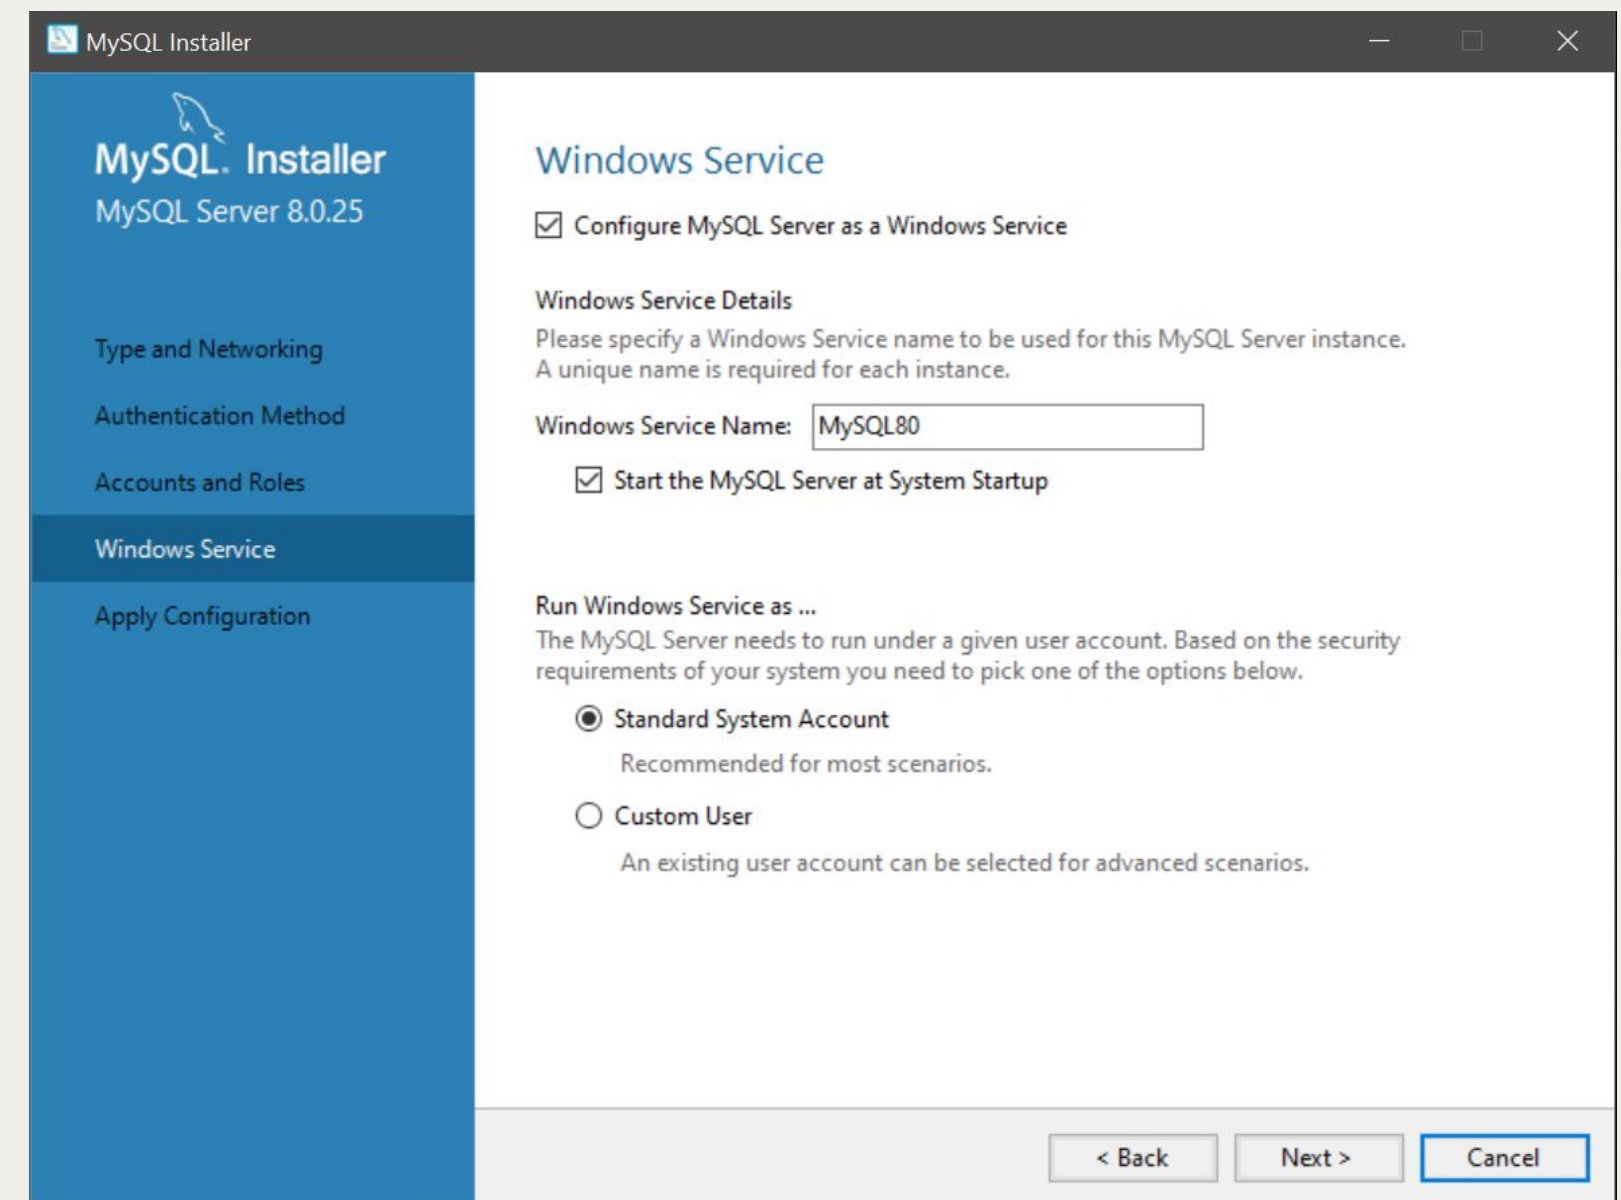 MySQL Installer
MySQL. Installer
MySQL Server 8.0.25
Type and Networking
Authentication Method
Accounts and Roles
Windows Service
Apply Configuration
Windows Service
Configure MySQL Server as a Windows Service
Windows Service Details
Please specify a Windows Service name to be used for this MySQL Server instance.
A unique name is required for each instance.
Windows Service Name: MySQL80
Start the MySQL Server at System Startup
Run Windows Service as ...
The MySQL Server needs to run under a given user account. Based on the security
requirements of your system you need to pick one of the options below.
Standard System Account
Recommended for most scenarios.
Custom User
An existing user account can be selected for advanced scenarios.
< Back Next > Cancel